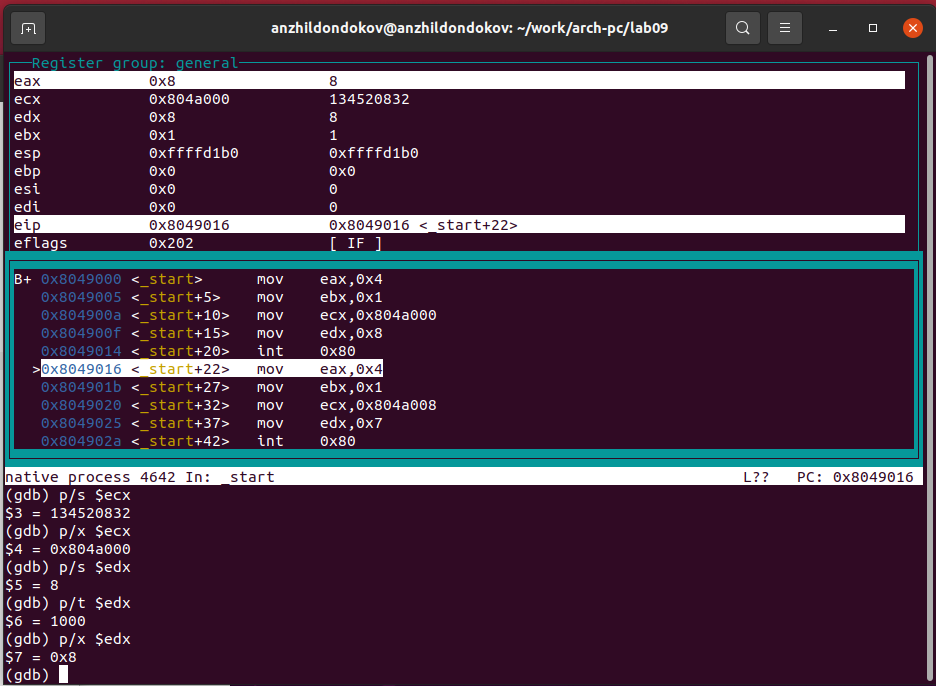 anzhildondokov@anzhildondokov: ~/work/arch-pc/lab09
Register group: general
eax 0x8 8
ecx 0x804a000 134520832
edx 0x8 8
ebx 0x1 1
esp 0xffffd1b0 0xffffd1b0
ebp 0x0 0x0
esi 0x0 0
edi 0x0 0
eip 0x8049016 0x8049016 <_start+22>
eflags 0x202 [ IF ]
B+ 0x8049000 <_start> mov eax,0x4
0x8049005 <_start+5> mov ebx,0x1
0x804900a <_start+10> mov ecx,0x804a000
0x804900f <_start+15> mov edx,0x8
0x8049014 <_start+20> int 0x80
>0x8049016 <_start+22> mov eax,0x4
0x804901b <_start+27> mov ebx,0x1
0x8049020 <_start+32> mov ecx,0x804a008
0x8049025 <_start+37> mov edx,0x7
0x804902a <_start+42> int 0x80
native process 4642 In: _start L?? PC: 0x8049016
(gdb) p/s $ecx
$3 = 134520832
(gdb) p/x $ecx
$4 = 0x804a000
(gdb) p/s $edx
$5 = 8
(gdb) p/t $edx
$6 = 1000
(gdb) p/x $edx
$7 = 0x8
(gdb)